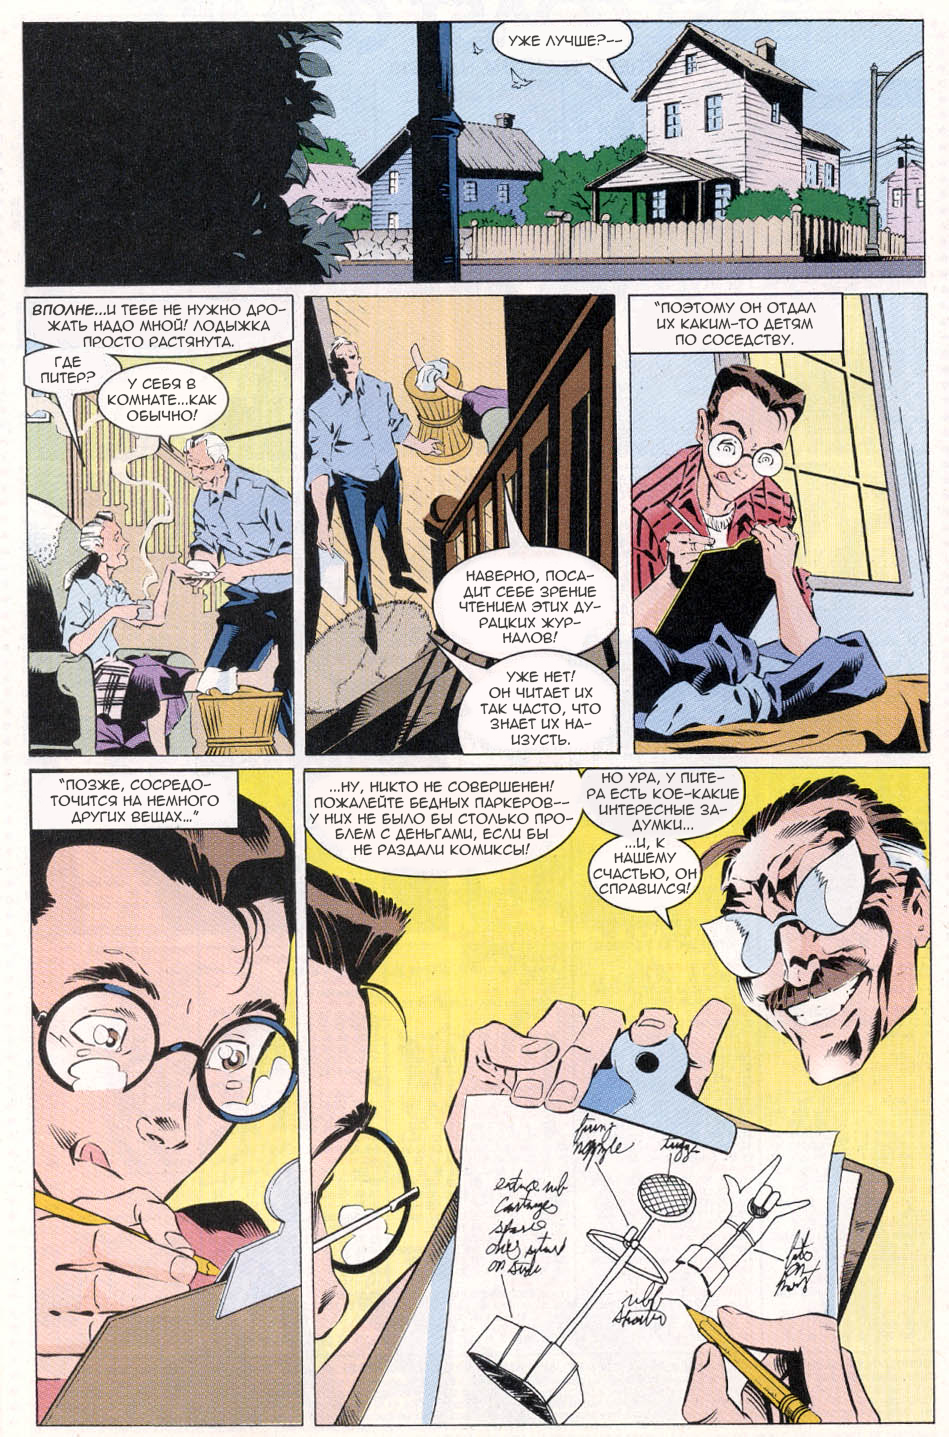 УЖЕ ЛУЧШЕ?--
ВПОЛНЕ...И ТЕБЕ НЕ НУЖНО ДРО-
ЖАТЬ НАДО МНОЙ! ЛОДЫЖКА
ПРОСТО РАСТЯНУТА.
ГДЕ
ПИТЕР?
У СЕБЯ В
КОМНАТЕ...КАК
ОБЫЧНО!
НАВЕРНО, ПОСА-
ДИТ СЕБЕ ЗРЕНИЕ
ЧТЕНИЕМ ЭТИХ ДУ-
РАЦКИХ ЖУР-
НАЛОВ!
УЖЕ НЕТ!
ОН ЧИТАЕТ ИХ
ТАК ЧАСТО, ЧТО
ЗНАЕТ ИХ НА-
ИЗУСТЬ.
"ПОЭТОМУ ОН ОТДАЛ
ИХ КАКИМ-ТО ДЕТЯМ
ПО СОСЕДСТВУ.
"ПОЗЖЕ, СОСРЕДО-
ТОЧИТСЯ НА НЕМНОГО
ДРУГИХ ВЕЩАХ..."
...НУ, НИКТО НЕ СОВЕРШЕНЕН!
ПОЖАЛЕЙТЕ БЕДНЫХ ПАРКЕРОВ--
У НИХ НЕ БЫЛО БЫ СТОЛЬКО ПРО-
БЛЕМ С ДЕНЬГАМИ, ЕСЛИ БЫ
НЕ РАЗДАЛИ КОМИКСЫ!
НО УРА, У ПИТЕ-
РА ЕСТЬ КОЕ-КАКИЕ
ИНТЕРЕСНЫЕ ЗА-
ДУМКИ...
...И, К
НАШЕМУ
СЧАСТЬЮ, ОН
СПРАВИЛСЯ!